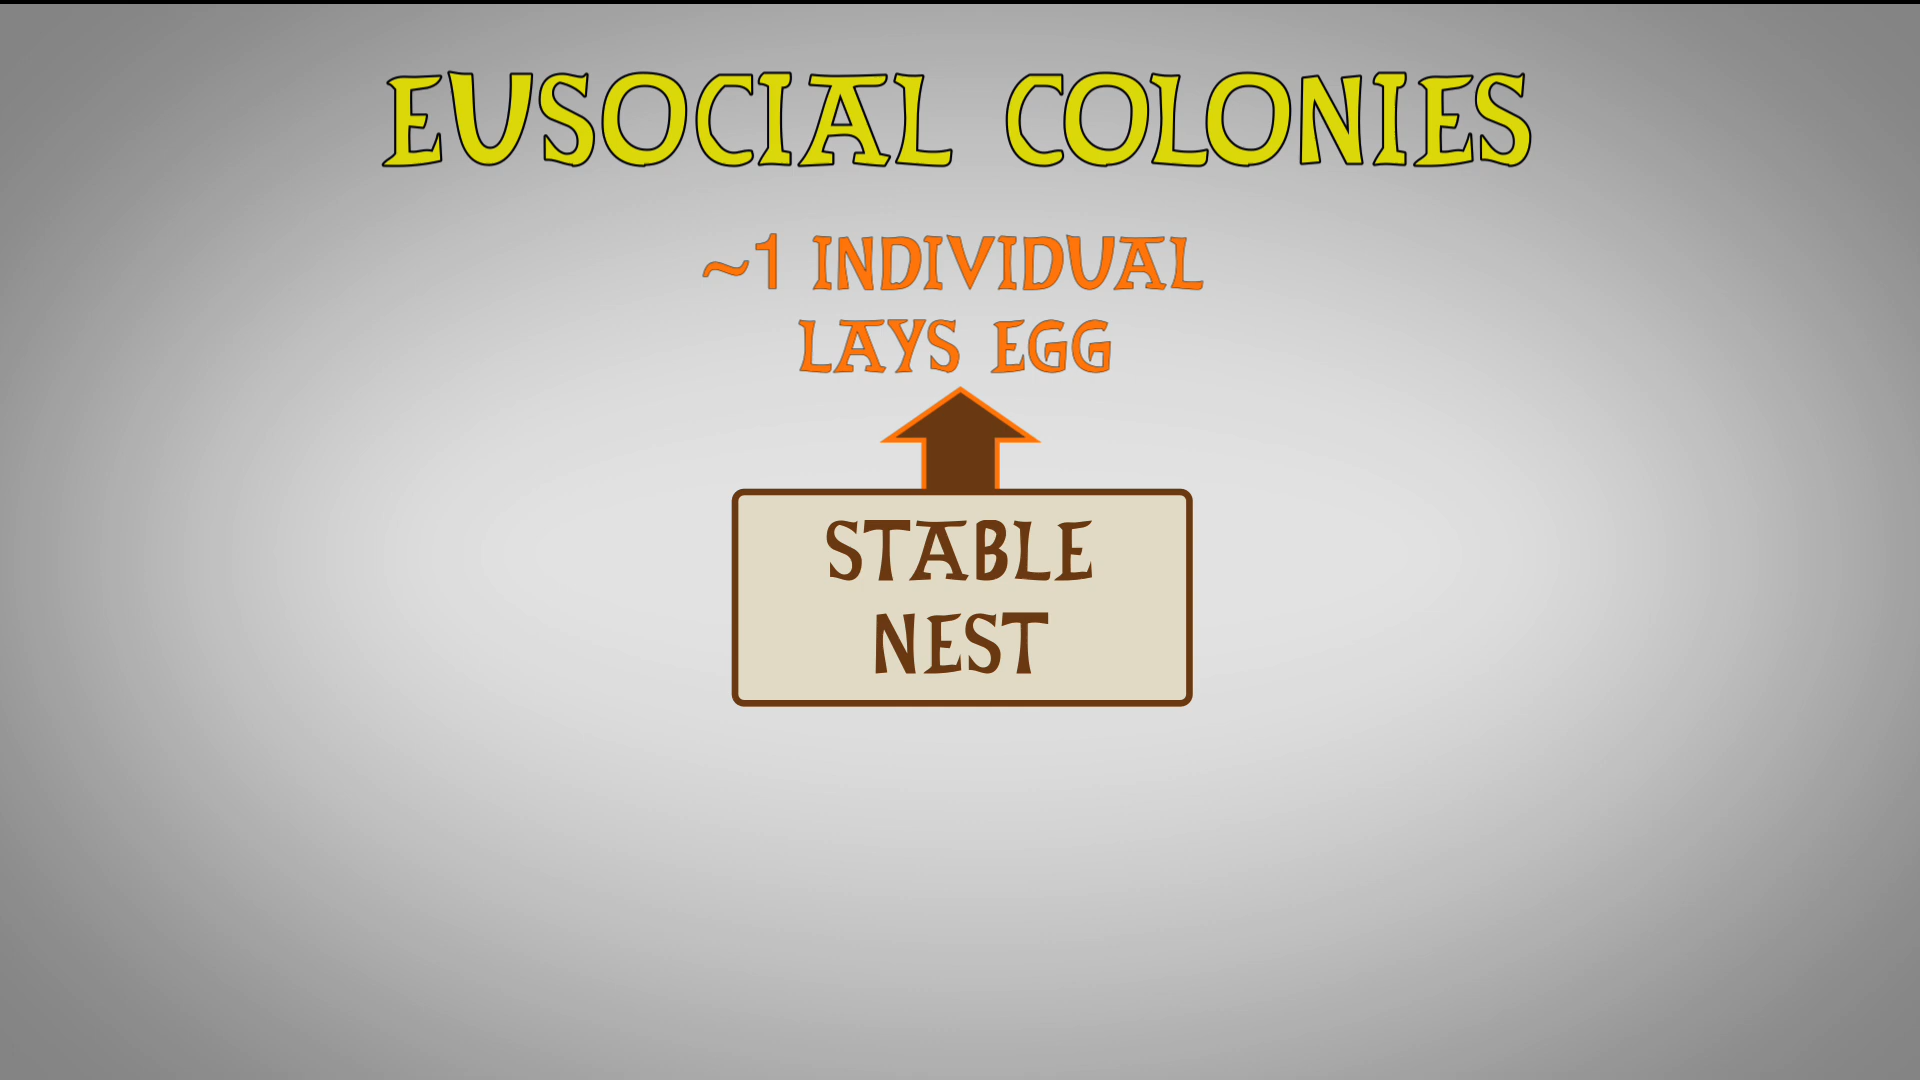 EUSOCIAL COLONIES
~1 INDIVIDUAL
LAYS EGG
STABLE
NEST